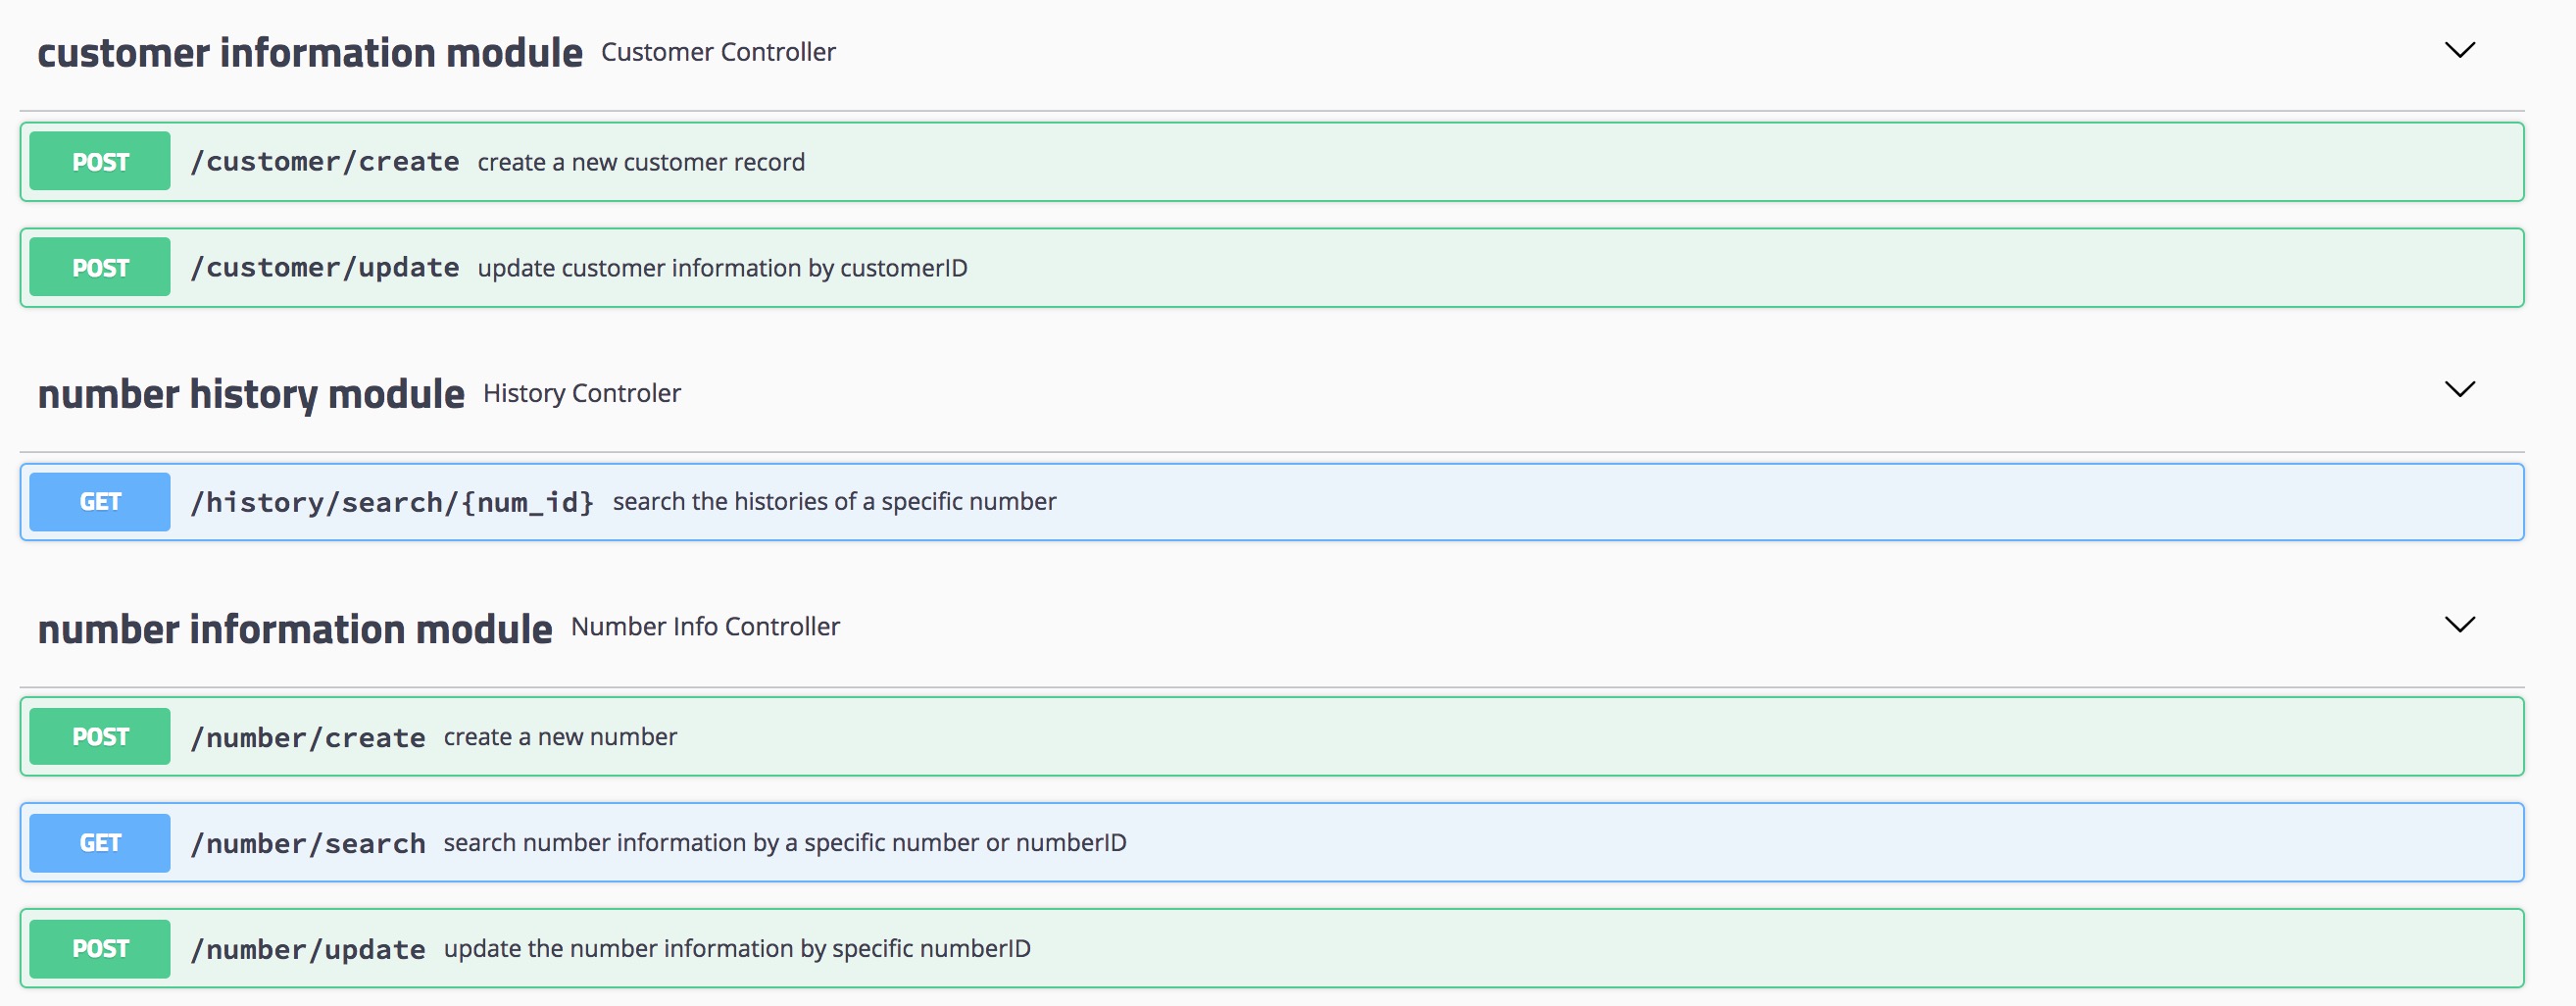 customer information module Customer Controller
POST /customer/create create a new customer record
POST /customer/update update customer information by customerID
number history module History Controler
GET /history/search/{num_id} search the histories of a specific number
number information module Number Info Controller
POST /number/create create a new number
GET /number/search search number information by a specific number or numberID
POST /number/update update the number information by specific numberID